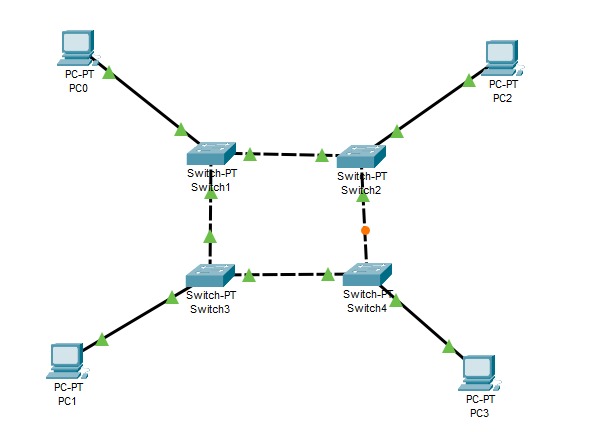 PC-PT
PC0
PC-PT
PC2
Switch-PT
Switch1
Switch-PT
Switch2
Switch-PT
Switch3
Switch-PT
Switch4
PC-PT
PC1
PC-PT
PC3